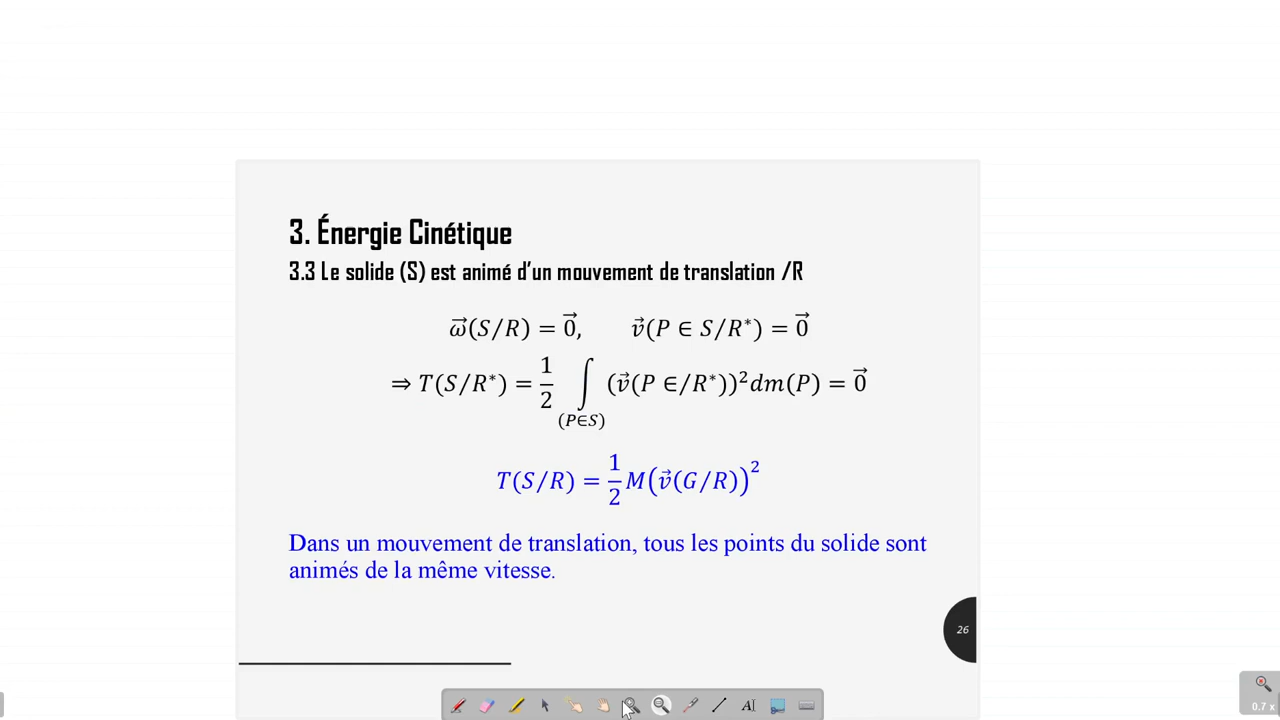 3. Énergie Cinétique
3.3 Le solide (S) est animé d’un mouvement de translation /R
ω⃗(S/R) = 0⃗, v⃗(P ∈ S/R*) = 0⃗
⇒ T(S/R*) = 1/2 ∫(P∈S) (v⃗(P ∈/R*))²dm(P) = 0⃗
T(S/R) = 1/2 M(v⃗(G/R))²
Dans un mouvement de translation, tous les points du solide sont
animés de la même vitesse.
26
0.7 x